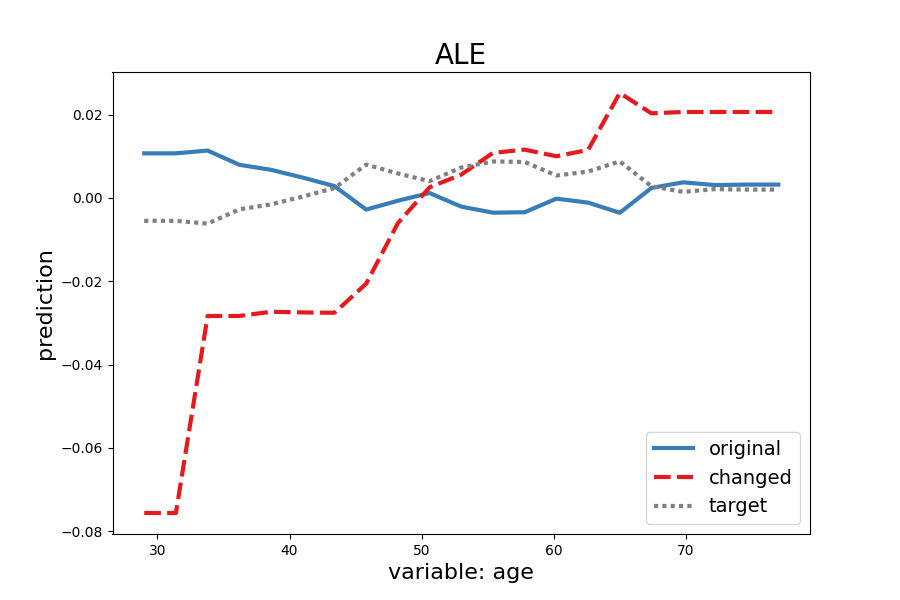 ALE
prediction
0.02
0.00
−0.02
−0.04
−0.06
−0.08
30 40 50 60 70
variable: age
original
changed
target